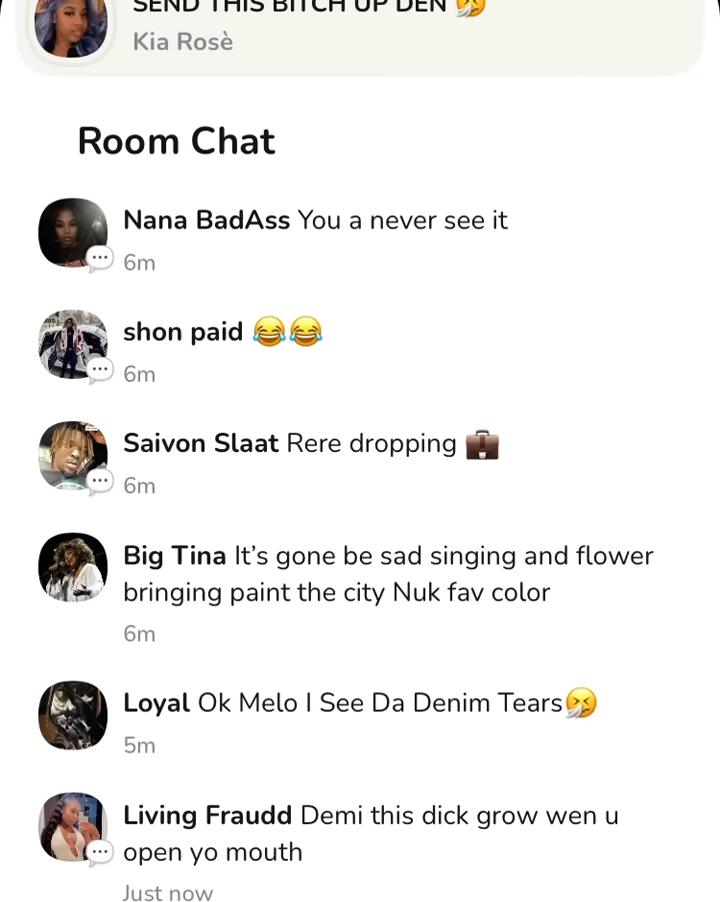 SEND THIS BITCH UP DEN 🤧
Kia Rosè
Room Chat
Nana BadAss You a never see it
6m
shon paid 😂😂
6m
Saivon Slaat Rere dropping 💼
6m
Big Tina It's gone be sad singing and flower
bringing paint the city Nuk fav color
6m
Loyal Ok Melo I See Da Denim Tears🤧
5m
Living Fraudd Demi this dick grow wen u
open yo mouth
Just now